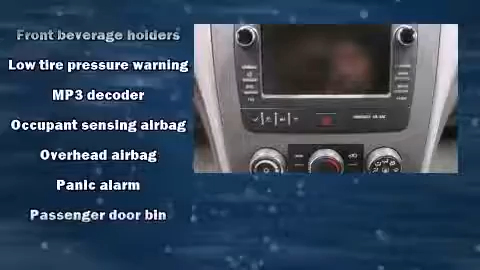 Front beverage holders
Low tire pressure warning
MP3 decoder
Occupant sensing airbag
Overhead airbag
Panic alarm
Passenger door bin